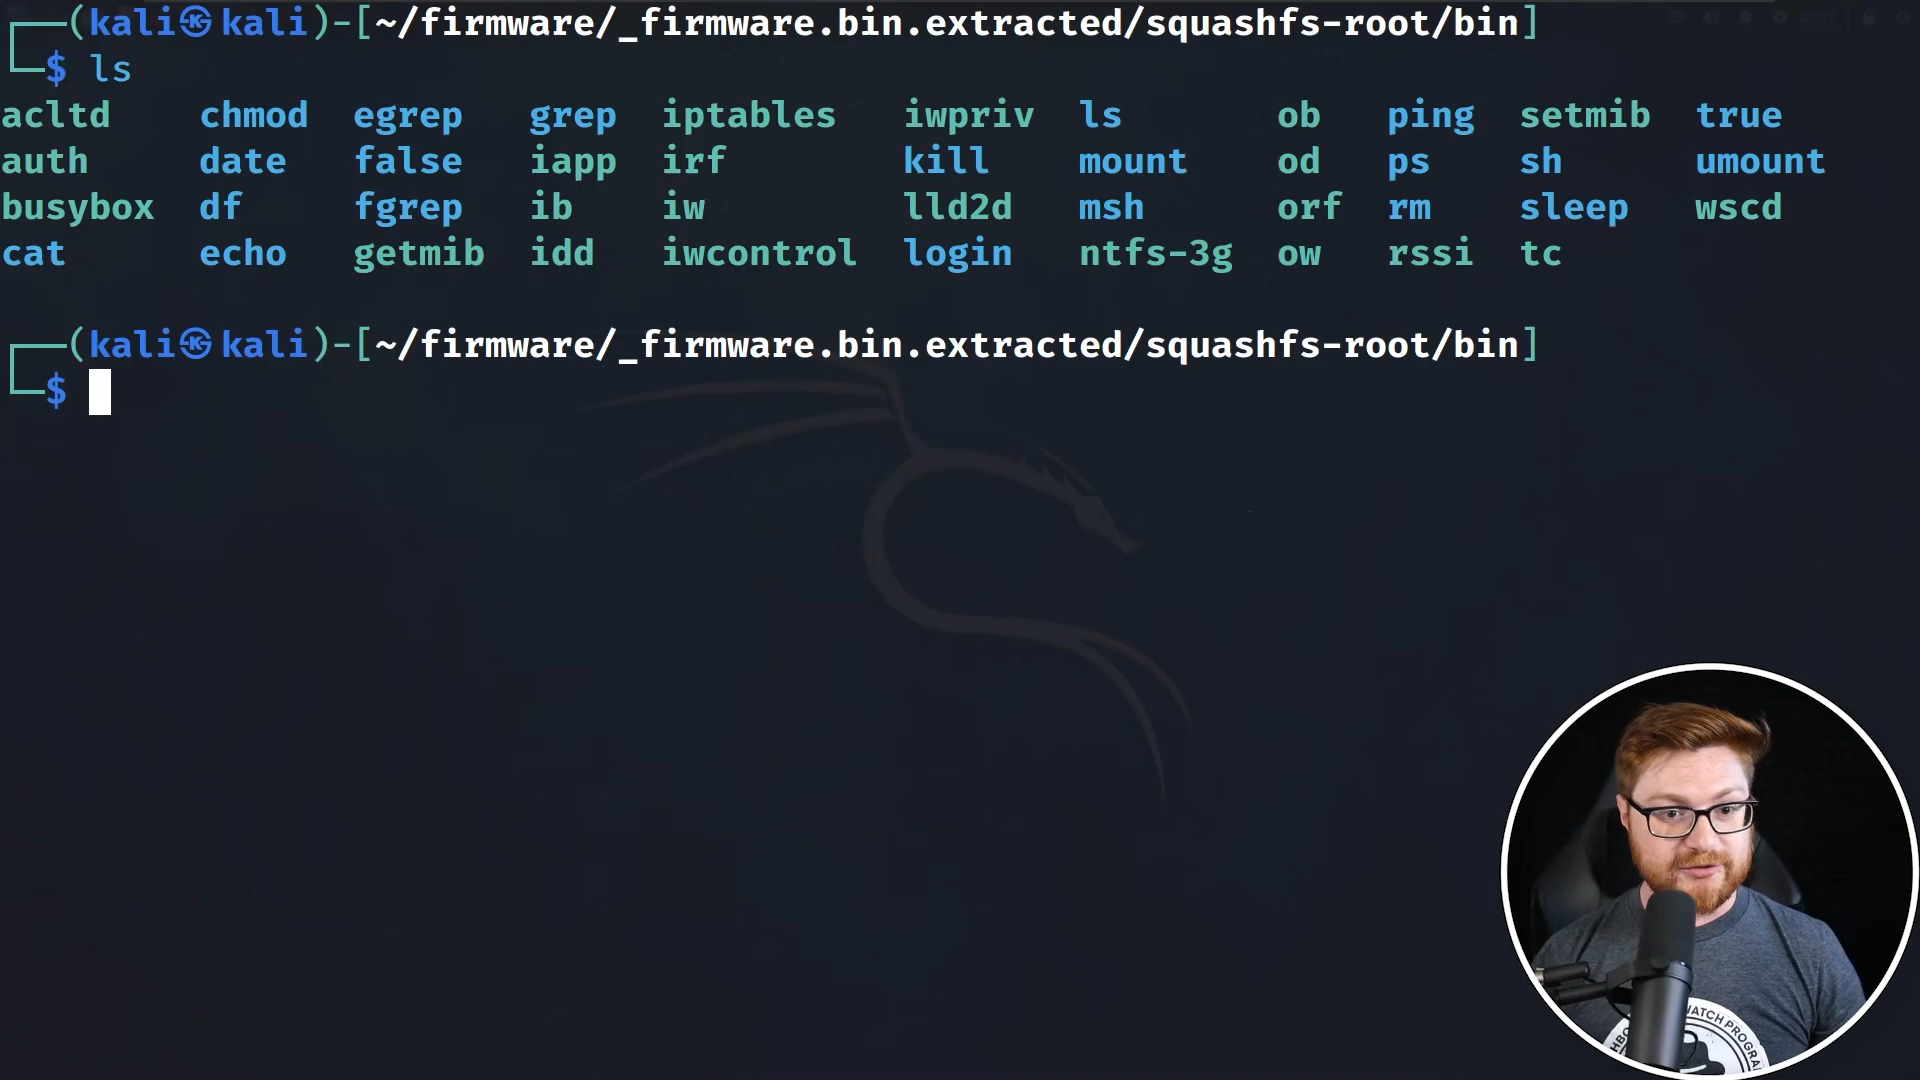 (kali㉿kali)-[~/firmware/_firmware.bin.extracted/squashfs-root/bin]
$ ls
acltd chmod egrep grep iptables iwpriv ls ob ping setmib true
auth date false iapp irf kill mount od ps sh umount
busybox df fgrep ib iw lld2d msh orf rm sleep wscd
cat echo getmib idd iwcontrol login ntfs-3g ow rssi tc
(kali㉿kali)-[~/firmware/_firmware.bin.extracted/squashfs-root/bin]
$
WATCH PROGRA